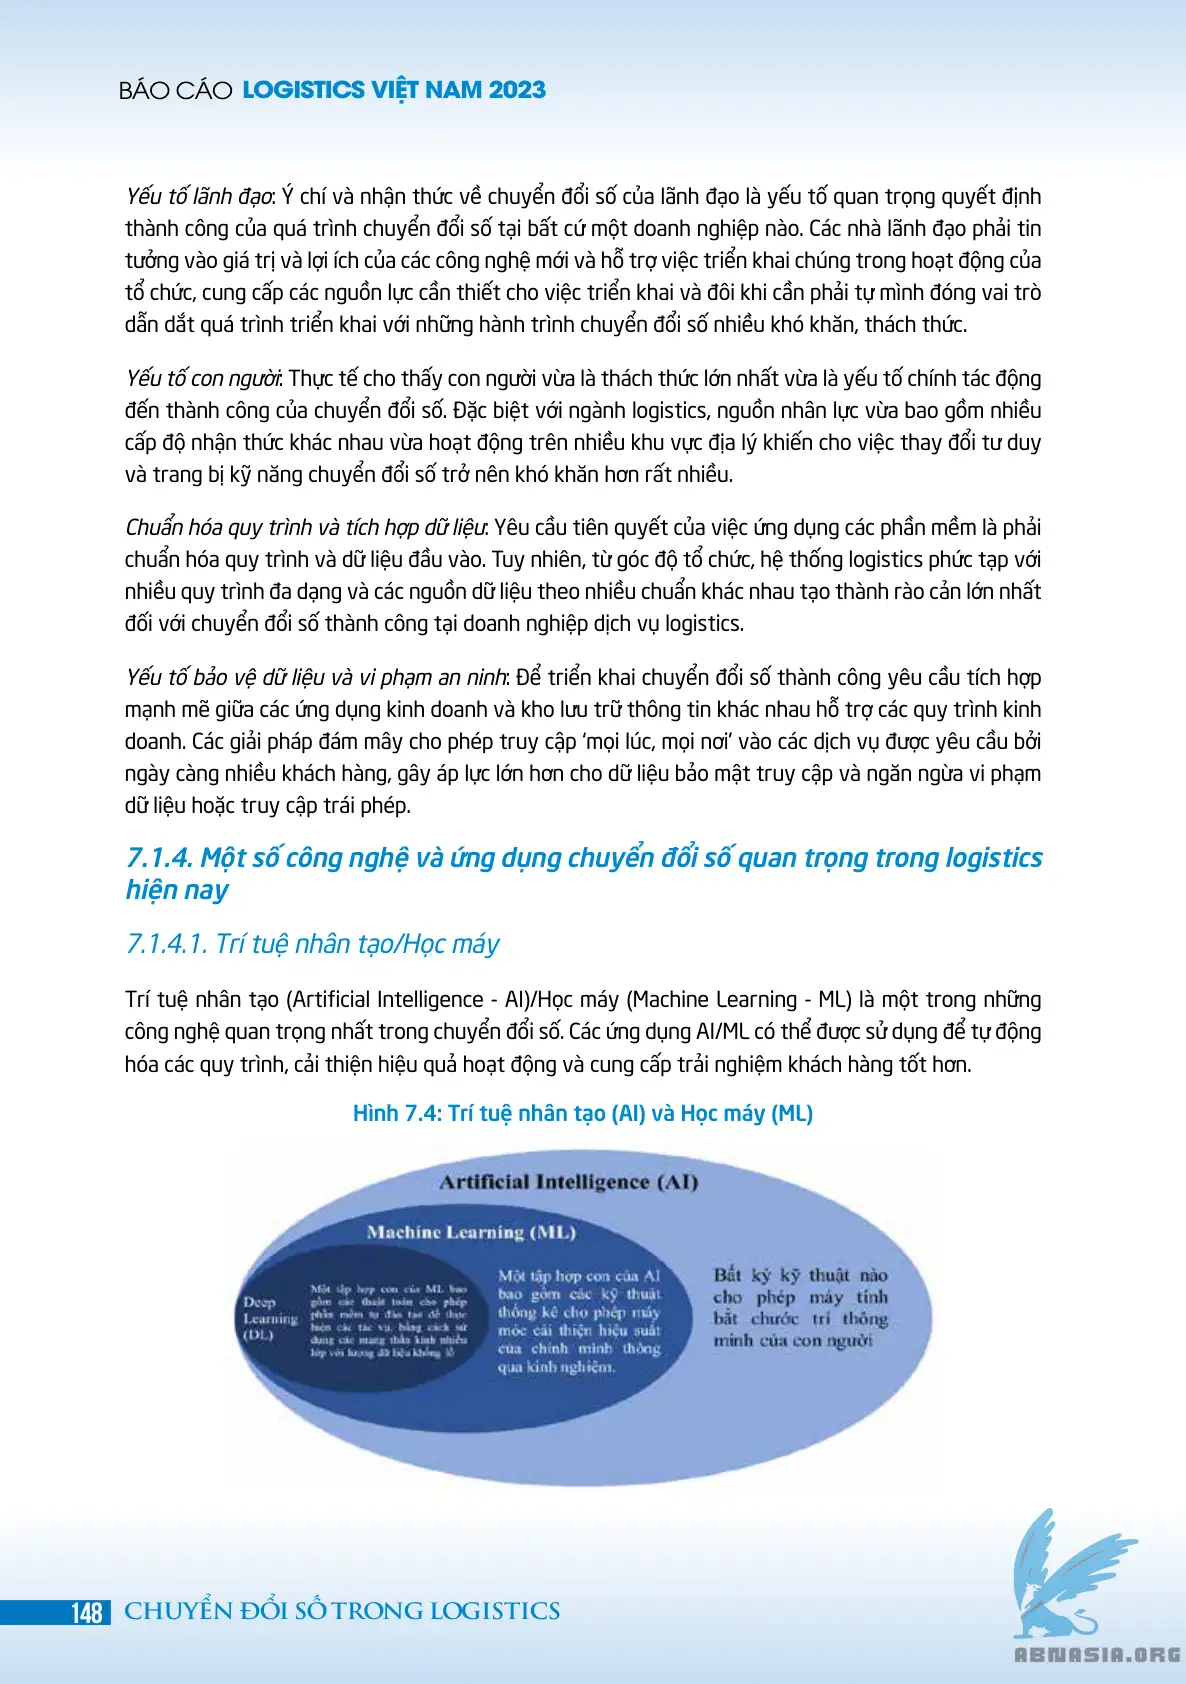 BÁO CÁO LOGISTICS VIỆT NAM 2023
Yếu tố lãnh đạo: Ý chí và nhận thức về chuyển đổi số của lãnh đạo là yếu tố quan trọng quyết định
thành công của quá trình chuyển đổi số tại bất cứ một doanh nghiệp nào. Các nhà lãnh đạo phải tin
tưởng vào giá trị và lợi ích của các công nghệ mới và hỗ trợ việc triển khai chúng trong hoạt động của
tổ chức, cung cấp các nguồn lực cần thiết cho việc triển khai và đôi khi cần phải tự mình đóng vai trò
dẫn dắt quá trình triển khai với những hành trình chuyển đổi số nhiều khó khăn, thách thức.
Yếu tố con người: Thực tế cho thấy con người vừa là thách thức lớn nhất vừa là yếu tố chính tác động
đến thành công của chuyển đổi số. Đặc biệt với ngành logistics, nguồn nhân lực vừa bao gồm nhiều
cấp độ nhận thức khác nhau vừa hoạt động trên nhiều khu vực địa lý khiến cho việc thay đổi tư duy
và trang bị kỹ năng chuyển đổi số trở nên khó khăn hơn rất nhiều.
Chuẩn hóa quy trình và tích hợp dữ liệu: Yêu cầu tiên quyết của việc ứng dụng các phần mềm là phải
chuẩn hóa quy trình và dữ liệu đầu vào. Tuy nhiên, từ góc độ tổ chức, hệ thống logistics phức tạp với
nhiều quy trình đa dạng và các nguồn dữ liệu theo nhiều chuẩn khác nhau tạo thành rào cản lớn nhất
đối với chuyển đổi số thành công tại doanh nghiệp dịch vụ logistics.
Yếu tố bảo vệ dữ liệu và vi phạm an ninh: Để triển khai chuyển đổi số thành công yêu cầu tích hợp
mạnh mẽ giữa các ứng dụng kinh doanh và kho lưu trữ thông tin khác nhau hỗ trợ các quy trình kinh
doanh. Các giải pháp đám mây cho phép truy cập ‘mọi lúc, mọi nơi’ vào các dịch vụ được yêu cầu bởi
ngày càng nhiều khách hàng, gây áp lực lớn hơn cho dữ liệu bảo mật truy cập và ngăn ngừa vi phạm
dữ liệu hoặc truy cập trái phép.
7.1.4. Một số công nghệ và ứng dụng chuyển đổi số quan trọng trong logistics
hiện nay
7.1.4.1. Trí tuệ nhân tạo/Học máy
Trí tuệ nhân tạo (Artificial Intelligence - AI)/Học máy (Machine Learning - ML) là một trong những
công nghệ quan trọng nhất trong chuyển đổi số. Các ứng dụng AI/ML có thể được sử dụng để tự động
hóa các quy trình, cải thiện hiệu quả hoạt động và cung cấp trải nghiệm khách hàng tốt hơn.
Hình 7.4: Trí tuệ nhân tạo (AI) và Học máy (ML)
Artificial Intelligence (AI)
Machine Learning (ML)
Deep
Learning
(DL)
Một tập hợp con của ML bao
gồm các thuật toán cho phép
phần mềm tự đào tạo để thực
hiện các tác vụ, bằng cách sử
dụng các mạng thần kinh nhiều
lớp với lượng dữ liệu khổng lồ
Một tập hợp con của AI
bao gồm các kỹ thuật
thống kê cho phép máy
móc cải thiện hiệu suất
của chính mình thông
qua kinh nghiệm.
Bất kỳ kỹ thuật nào
cho phép máy tính
bắt chước trí thông
minh của con người
148 CHUYỂN ĐỔI SỐ TRONG LOGISTICS
ABNASIA.ORG